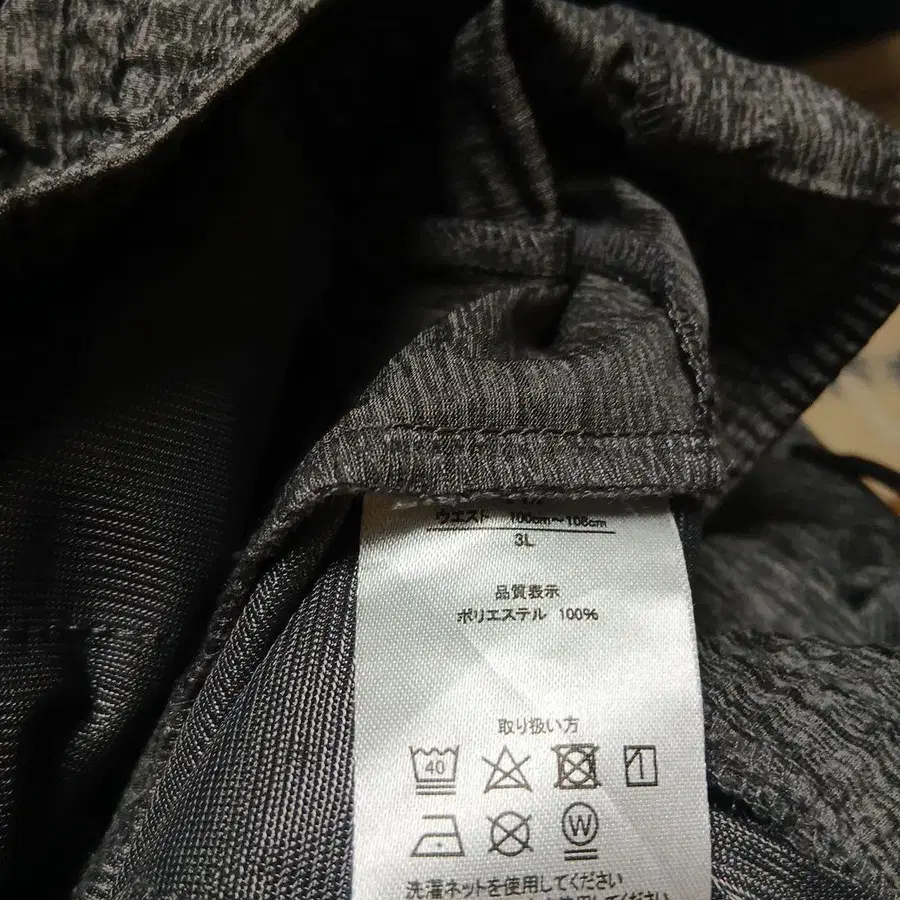 ウエスト 100cm～108cm
3L
品質表示
ポリエステル 100%
取り扱い方
40
W
洗濯ネットを使用してください